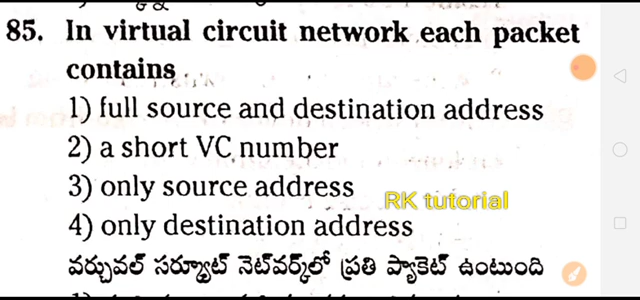 85. In virtual circuit network each packet
contains
1) full source and destination address
2) a short VC number
3) only source address
RK tutorial
4) only destination address
వర్చువల్ సర్క్యూట్ నెట్‌వర్క్‌లో ప్రతి ప్యాకెట్ ఉంటుంది